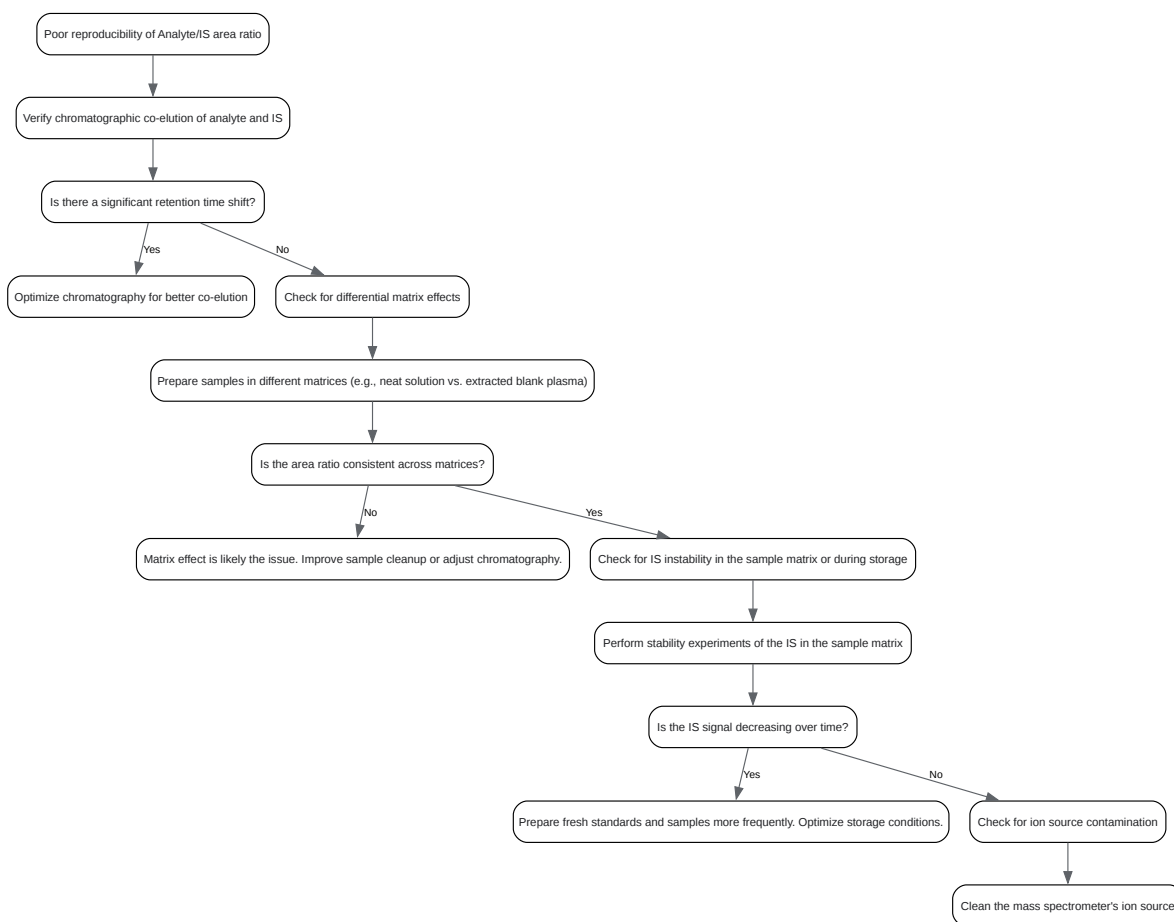 Poor reproducibility of Analyte/IS area ratio
Verify chromatographic co-elution of analyte and IS
Is there a significant retention time shift?
Yes
No
Optimize chromatography for better co-elution
Check for differential matrix effects
Prepare samples in different matrices (e.g., neat solution vs. extracted blank plasma)
Is the area ratio consistent across matrices?
No
Yes
Matrix effect is likely the issue. Improve sample cleanup or adjust chromatography.
Check for IS instability in the sample matrix or during storage
Perform stability experiments of the IS in the sample matrix
Is the IS signal decreasing over time?
Yes
No
Prepare fresh standards and samples more frequently. Optimize storage conditions.
Check for ion source contamination
Clean the mass spectrometer's ion source